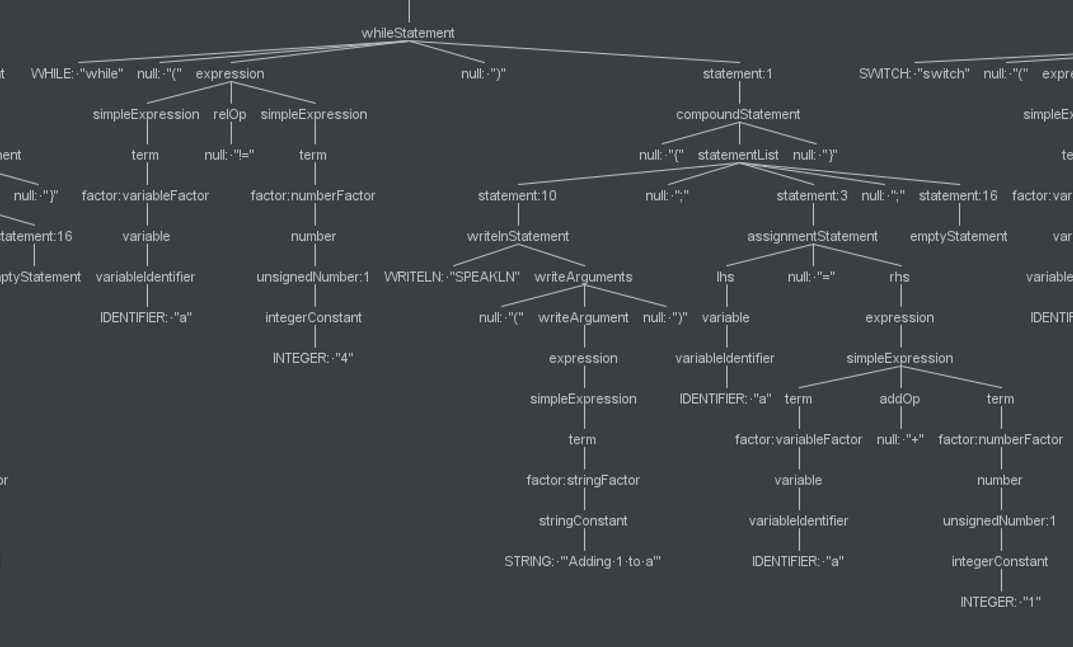 whileStatement
t WHILE:·"while" null:·"(" expression null:·")" statement:1 SWITCH:·"switch" null:·"(" expre
simpleExpression relOp simpleExpression compoundStatement simpleEx
ment term null:·"!=" term null:·"{" statementList null:·"}" te
null:·"}" factor:variableFactor factor:numberFactor statement:10 null:·";" statement:3 null:·";" statement:16 factor:var
statement:16 variable number writelnStatement assignmentStatement emptyStatement var
mptyStatement variableIdentifier unsignedNumber:1 WRITELN:·"SPEAKLN" writeArguments lhs null:·"=" rhs variable
IDENTIFIER:·"a" integerConstant null:·"(" writeArgument null:·")" variable expression IDENTIF
INTEGER:·"4" expression variableIdentifier simpleExpression
simpleExpression IDENTIFIER:·"a" term addOp term
term factor:variableFactor null:·"+" factor:numberFactor
or factor:stringFactor variable number
stringConstant variableIdentifier unsignedNumber:1
STRING:·"'Adding·1·to·a'" IDENTIFIER:·"a" integerConstant
INTEGER:·"1"